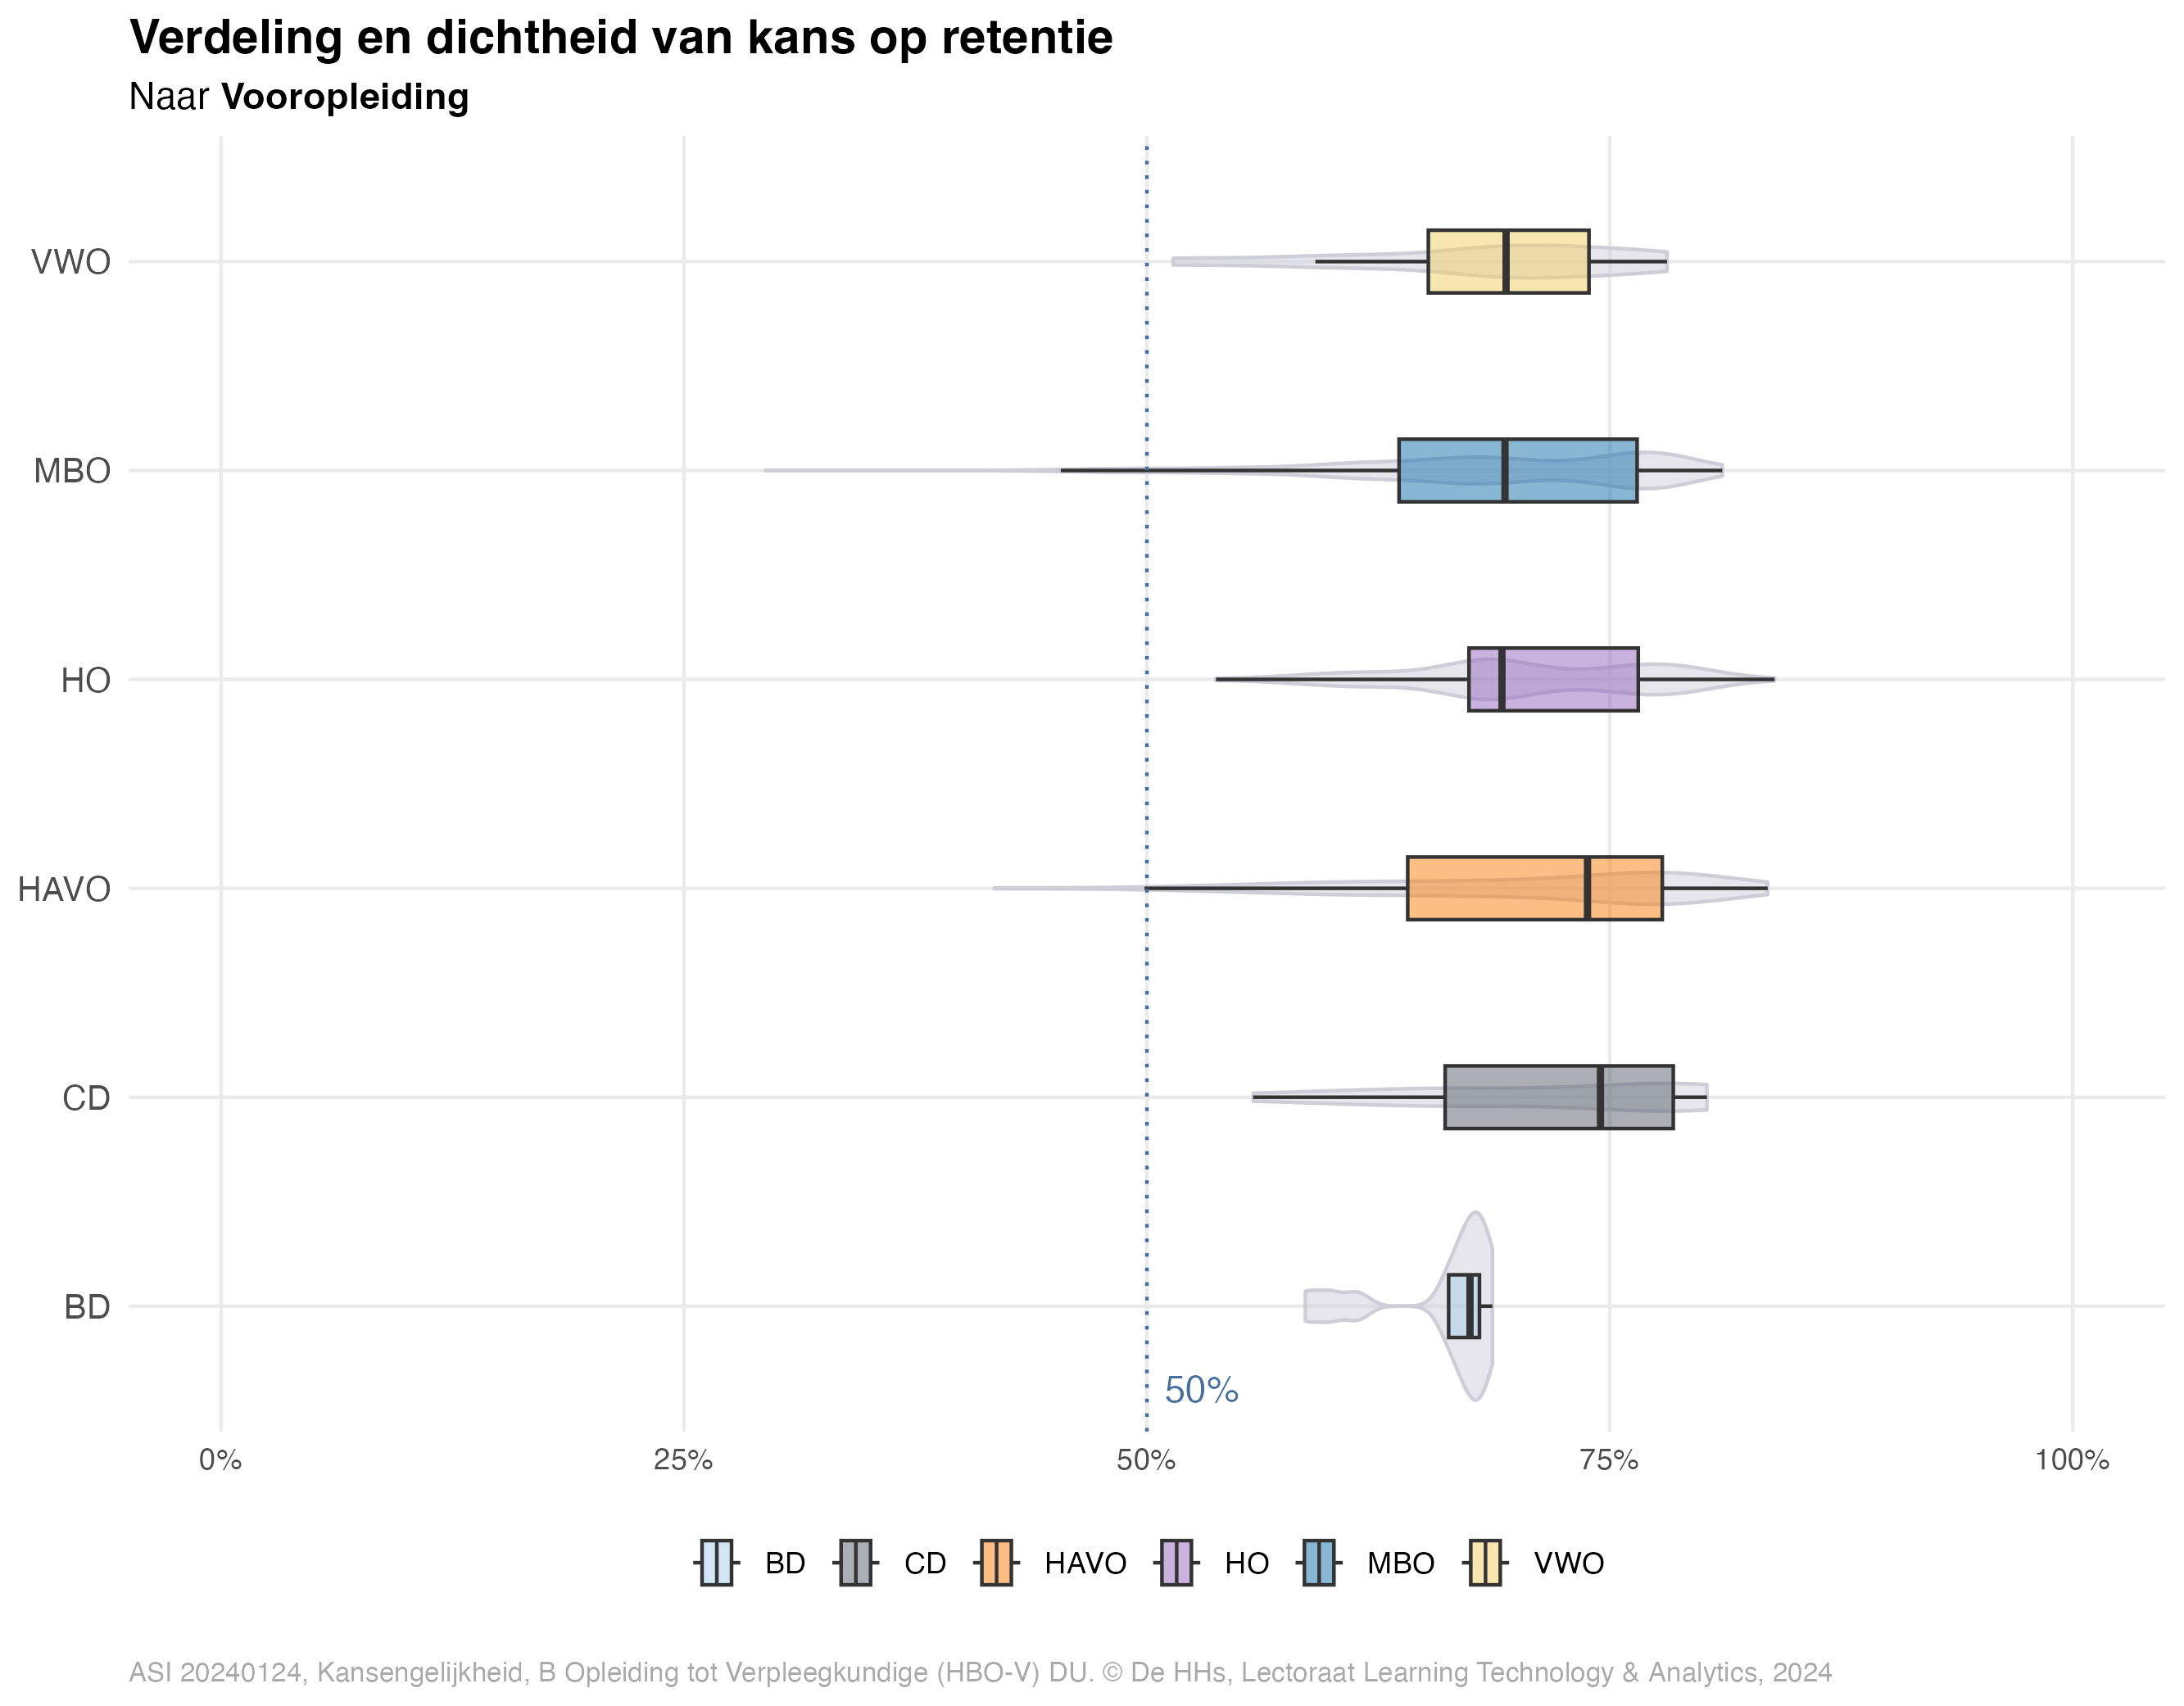 Verdeling en dichtheid van kans op retentie
Naar Vooropleiding
VWO
MBO
HO
HAVO
CD
BD
50%
0% 25% 50% 75% 100%
BD CD HAVO HO MBO VWO
ASI 20240124, Kansengelijkheid, B Opleiding tot Verpleegkundige (HBO-V) DU. © De HHs, Lectoraat Learning Technology & Analytics, 2024